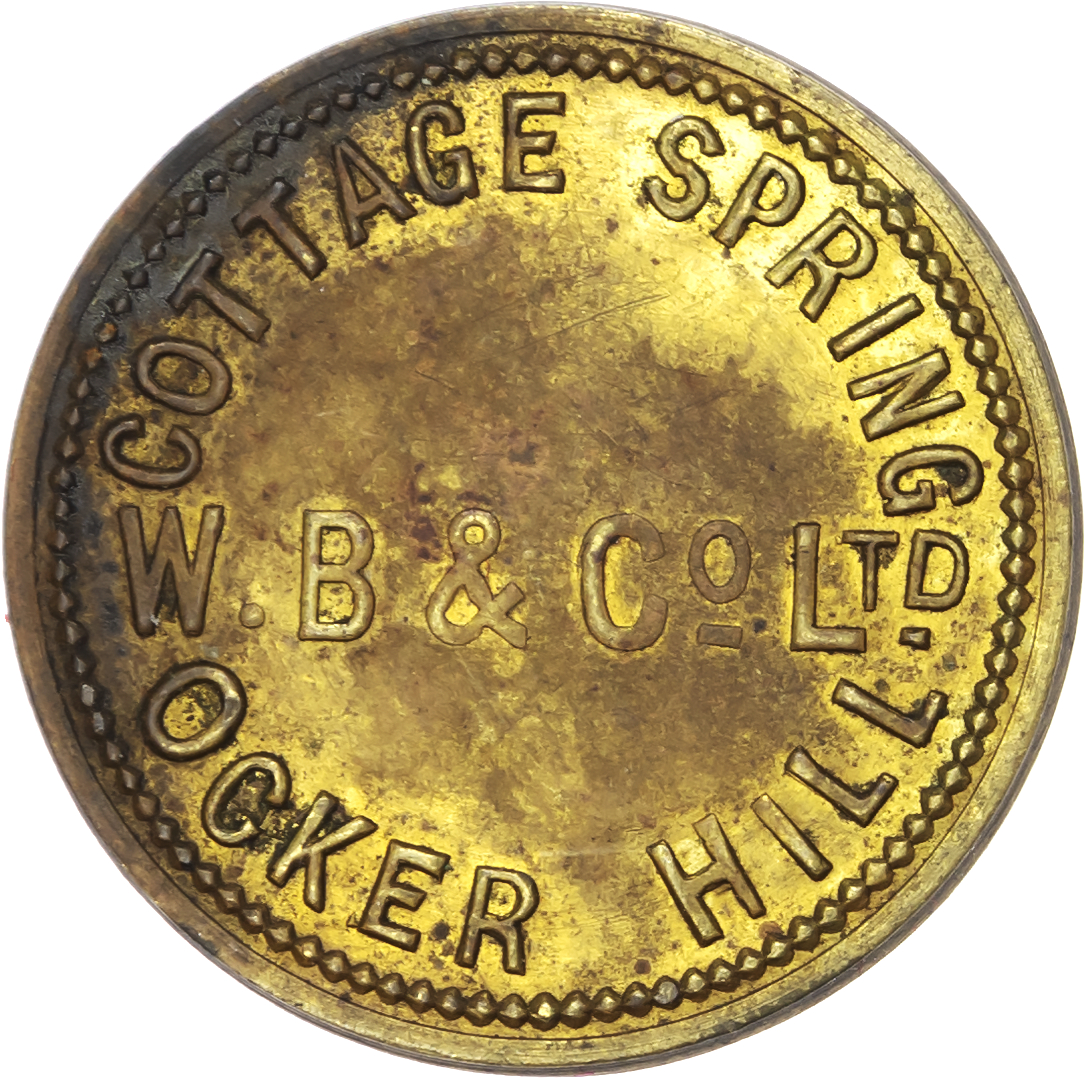 COTTAGE SPRING
W. B & Co LTD.
OCKER HILL